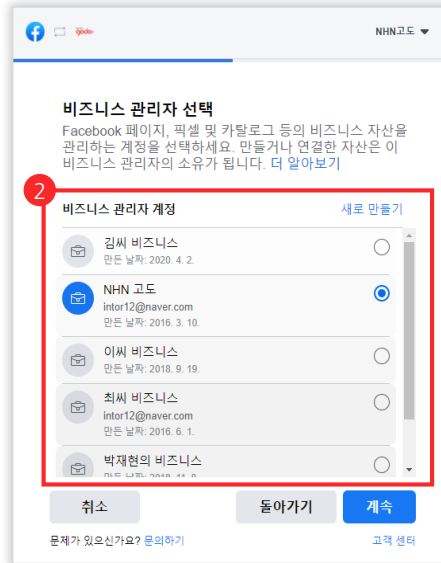 godo
NHN고도
비즈니스 관리자 선택
Facebook 페이지, 픽셀 및 카탈로그 등의 비즈니스 자산을
관리하는 계정을 선택하세요. 만들거나 연결한 자산은 이
비즈니스 관리자의 소유가 됩니다. 더 알아보기
2
비즈니스 관리자 계정 새로 만들기
김씨 비즈니스
만든 날짜: 2020. 4. 2.
NHN 고도
intor12@naver.com
만든 날짜: 2016. 3. 10.
이씨 비즈니스
만든 날짜: 2018. 9. 19.
최씨 비즈니스
intor12@naver.com
만든 날짜: 2016. 6. 1.
박재현의 비즈니스
만든 날짜: 2018. 11. 9.
취소 돌아가기 계속
문제가 있으신가요? 문의하기 고객 센터